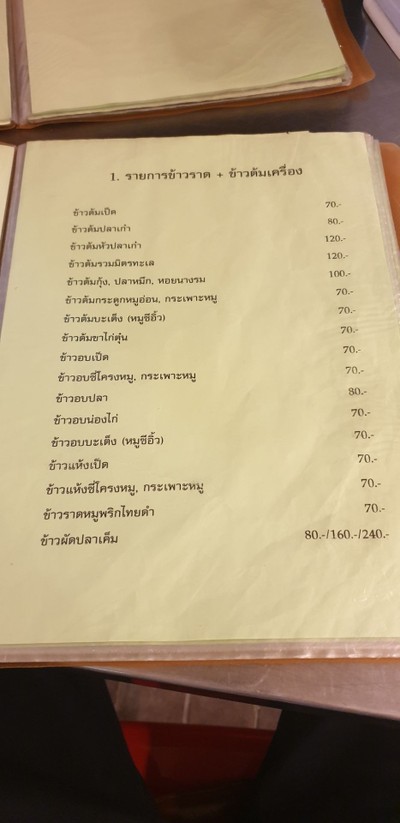 1. รายการข้าวราด + ข้าวต้มเครื่อง
ข้าวต้มเป็ด 70.-
ข้าวต้มปลาเก๋า 80.-
ข้าวต้มหัวปลาเก๋า 120.-
ข้าวต้มรวมมิตรทะเล 120.-
ข้าวต้มกุ้ง, ปลาหมึก, หอยนางรม 100.-
ข้าวต้มกระดูกหมูอ่อน, กระเพาะหมู 70.-
ข้าวต้มบะเต็ง (หมูซีอิ้ว) 70.-
ข้าวต้มขาไก่ตุ๋น 70.-
ข้าวอบเป็ด 70.-
ข้าวอบซี่โครงหมู, กระเพาะหมู 70.-
ข้าวอบปลา 80.-
ข้าวอบน่องไก่ 70.-
ข้าวอบบะเต็ง (หมูซีอิ้ว) 70.-
ข้าวแห้งเป็ด 70.-
ข้าวแห้งซี่โครงหมู, กระเพาะหมู 70.-
ข้าวราดหมูพริกไทยดำ 70.-
ข้าวผัดปลาเค็ม 80.-/160.-/240.-